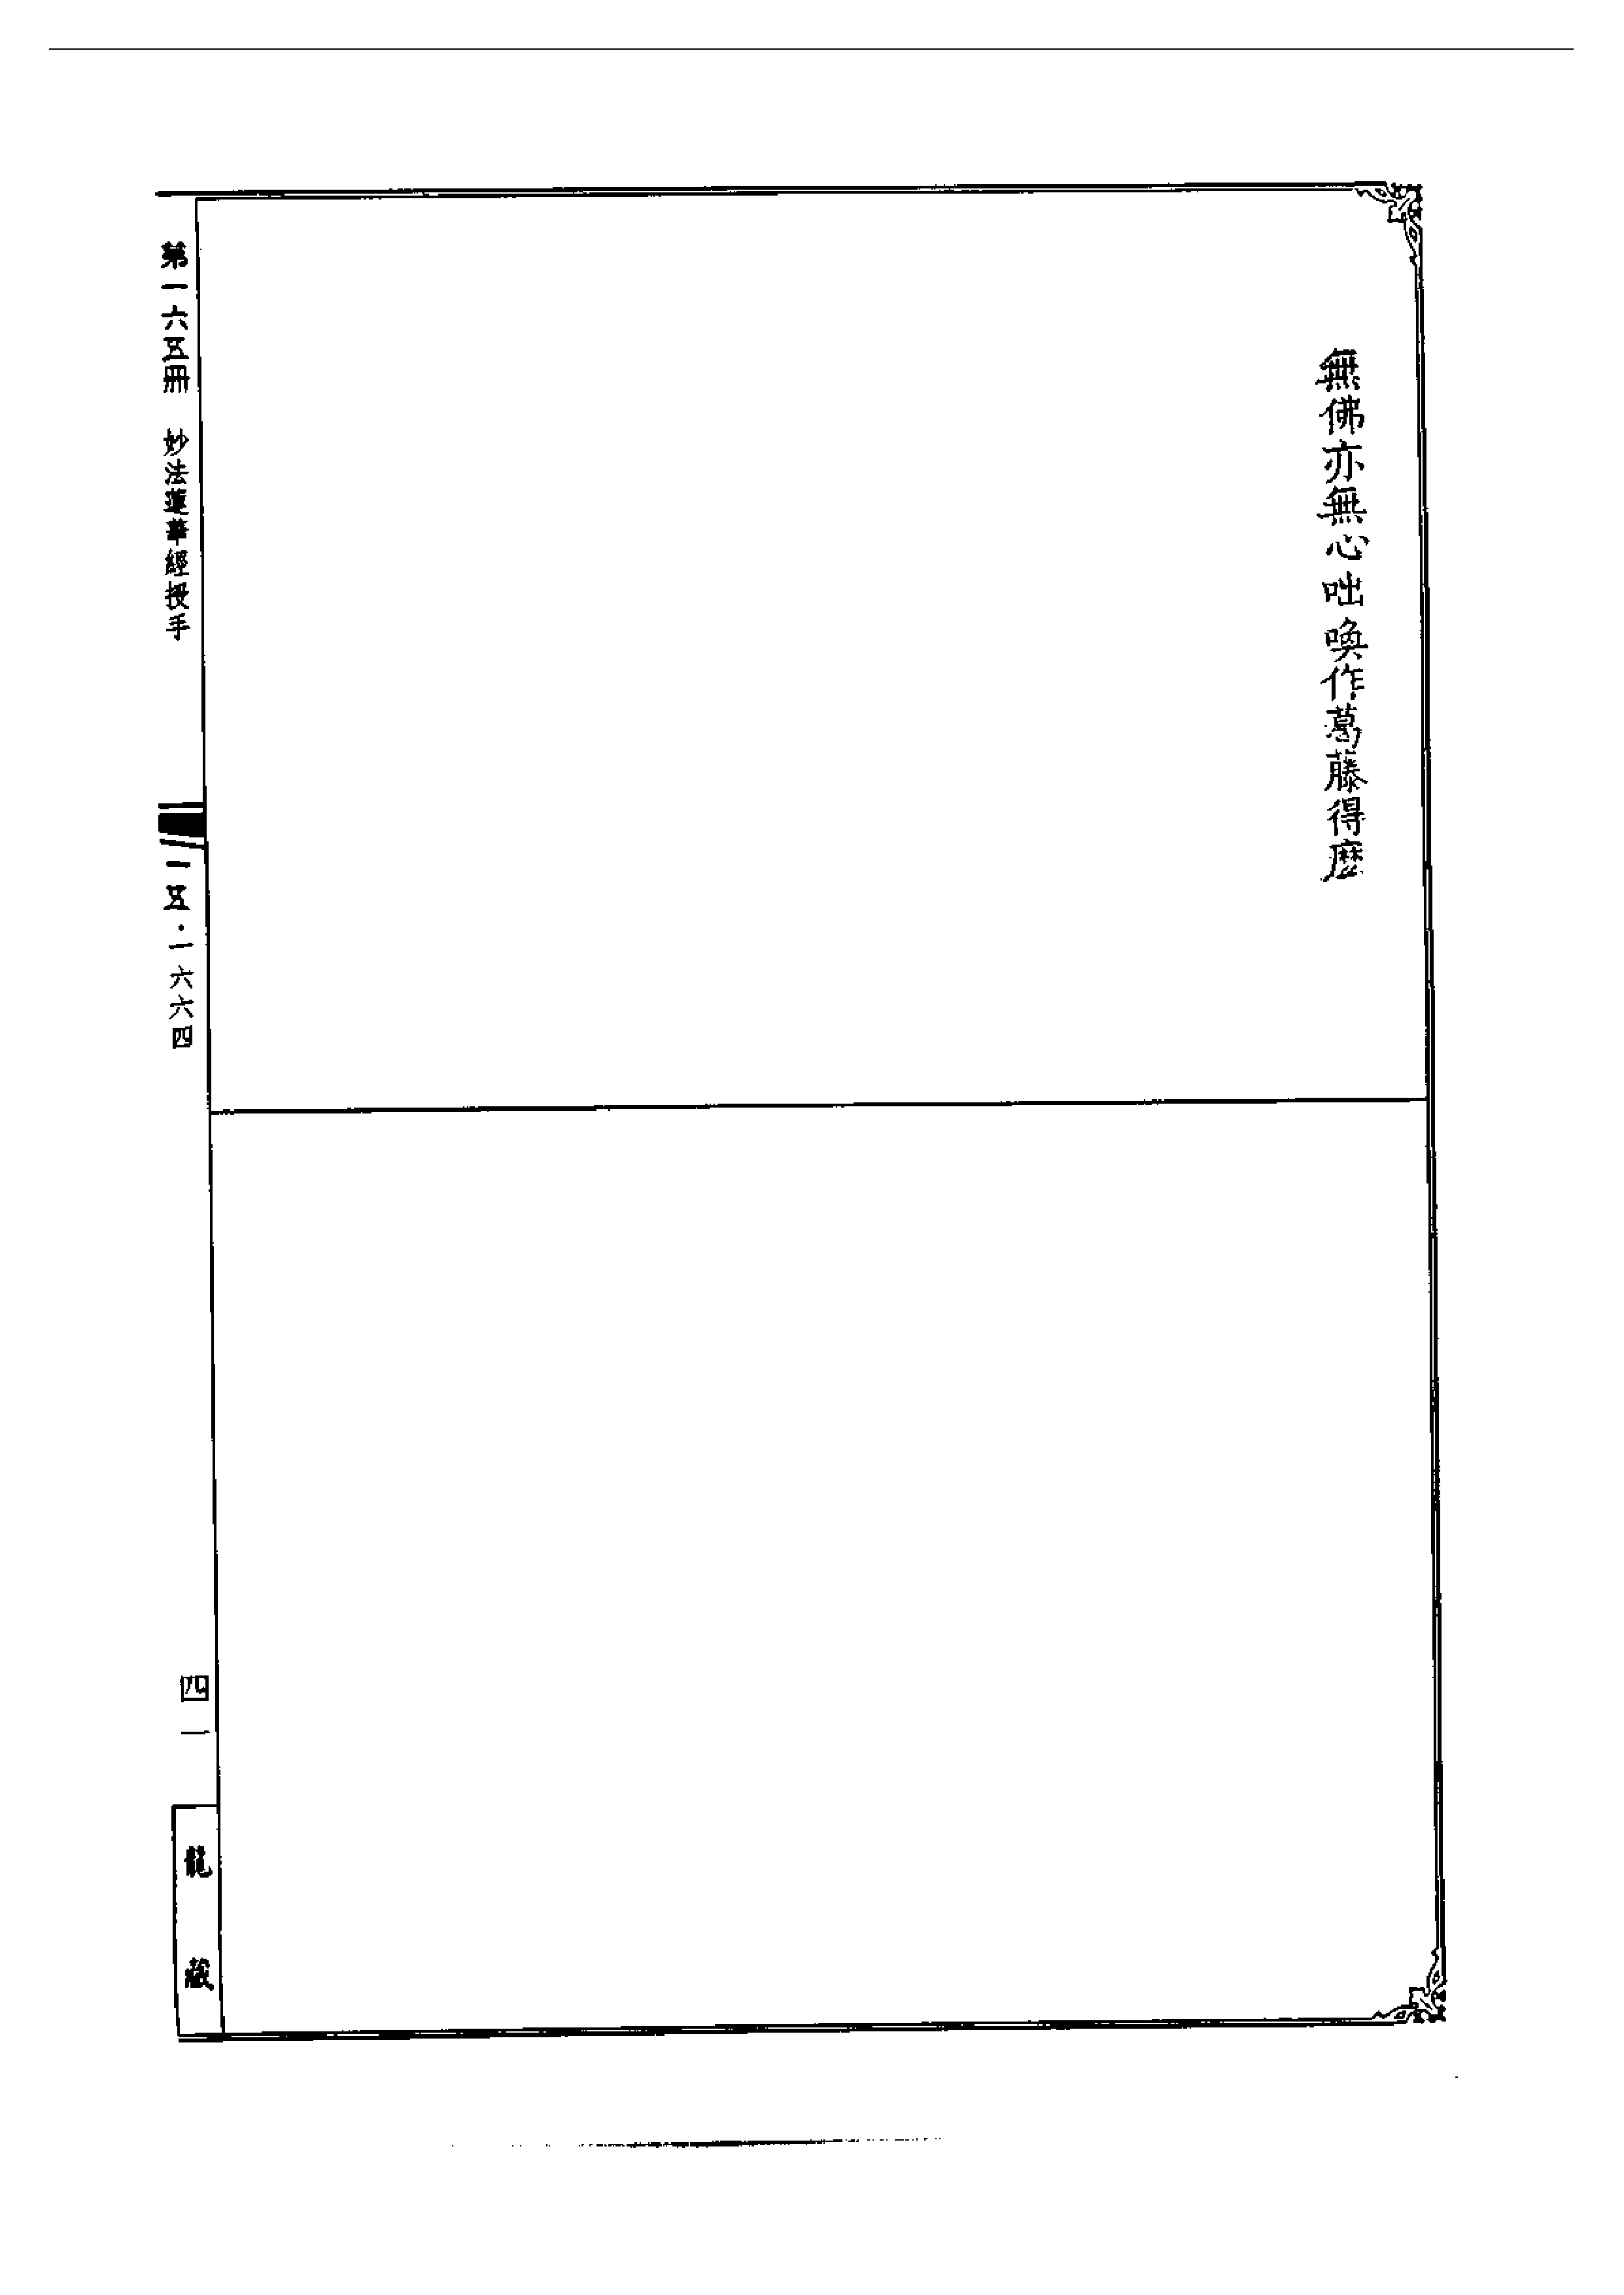 無佛亦無心咄喚作葛藤得麽
第一六五冊　妙法蓮華經授手
一五·一六六四
四一
龍藏